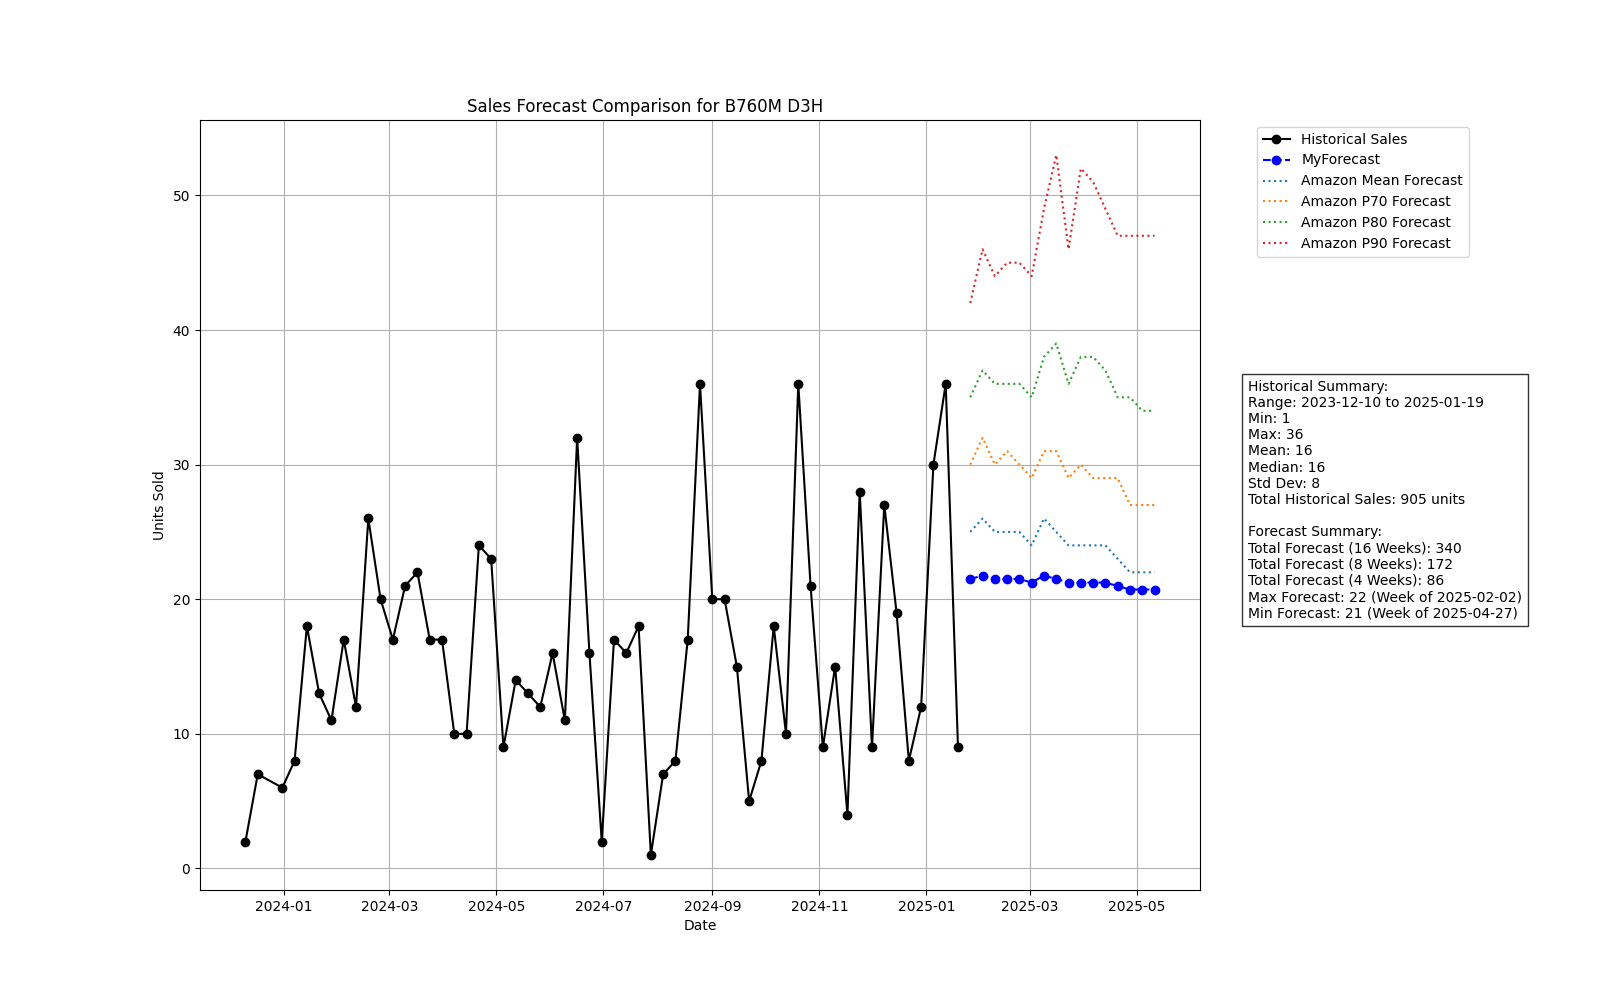 Sales Forecast Comparison for B760M D3H
Units Sold
50
40
30
20
10
0
2024-01
2024-03
2024-05
2024-07
2024-09
2024-11
2025-01
2025-03
2025-05
Date
Historical Sales
MyForecast
Amazon Mean Forecast
Amazon P70 Forecast
Amazon P80 Forecast
Amazon P90 Forecast
Historical Summary:
Range: 2023-12-10 to 2025-01-19
Min: 1
Max: 36
Mean: 16
Median: 16
Std Dev: 8
Total Historical Sales: 905 units
Forecast Summary:
Total Forecast (16 Weeks): 340
Total Forecast (8 Weeks): 172
Total Forecast (4 Weeks): 86
Max Forecast: 22 (Week of 2025-02-02)
Min Forecast: 21 (Week of 2025-04-27)